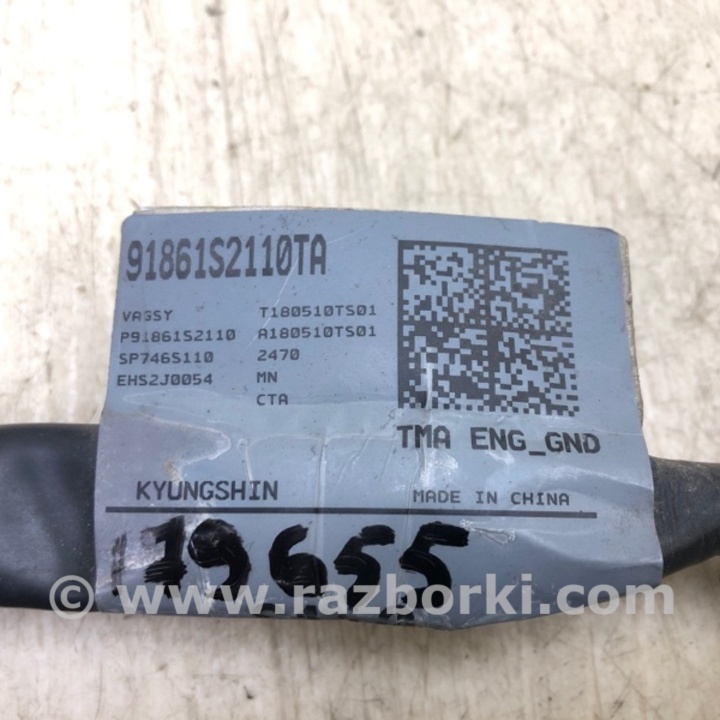 91861S2110TA
VAGSY T180510TS01
P91861S2110 A180510TS01
SP746S110 2470
EHS2J0054 MN
CTA
TMA ENG_GND
KYUNGSHIN MADE IN CHINA
79655
© www.razborki.com